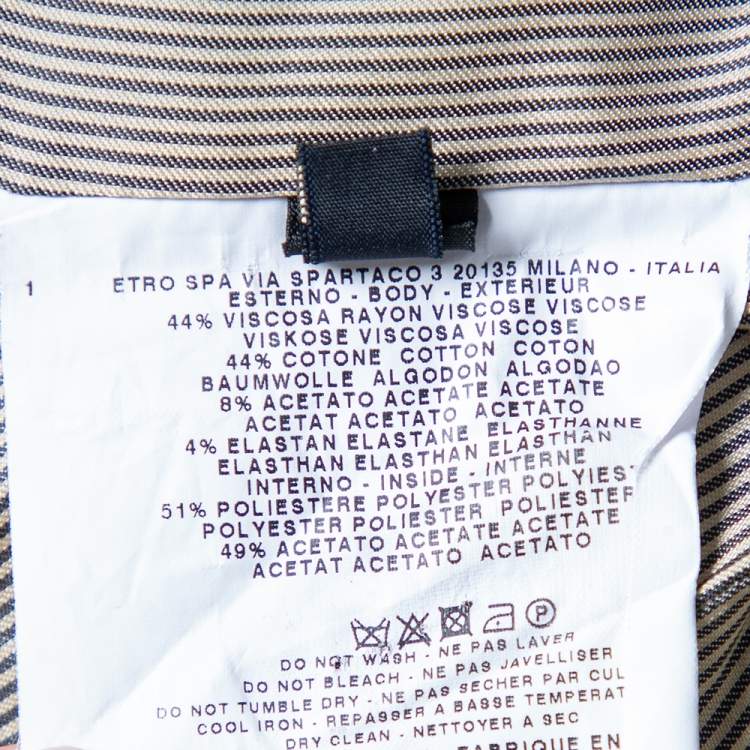 1
ETRO SPA VIA SPARTACO 3 20135 MILANO - ITALIA
ESTERNO - BODY - EXTERIEUR
44% VISCOSA RAYON VISCOSE VISCOSE
VISKOSE VISCOSA VISCOSE
44% COTONE COTTON COTON
BAUMWOLLE ALGODON ALGODAO
8% ACETATO ACETATE ACETATE
ACETAT ACETATO ACETATO
4% ELASTAN ELASTANE ELASTHANNE
ELASTHAN ELASTHAN ELASTHAN
INTERNO - INSIDE - INTERNE
51% POLIESTERE POLYESTER POLYIES
POLYESTER POLIESTER POLIESTER
49% ACETATO ACETATE ACETATE
ACETAT ACETATO ACETATO
P
DO NOT WASH - NE PAS LAVER
DO NOT BLEACH - NE PAS JAVELLISER
DO NOT TUMBLE DRY - NE PAS SECHER PAR CUL
COOL IRON - REPASSER A BASSE TEMPERAT
DRY CLEAN - NETTOYER A SEC
FABRIQUE EN